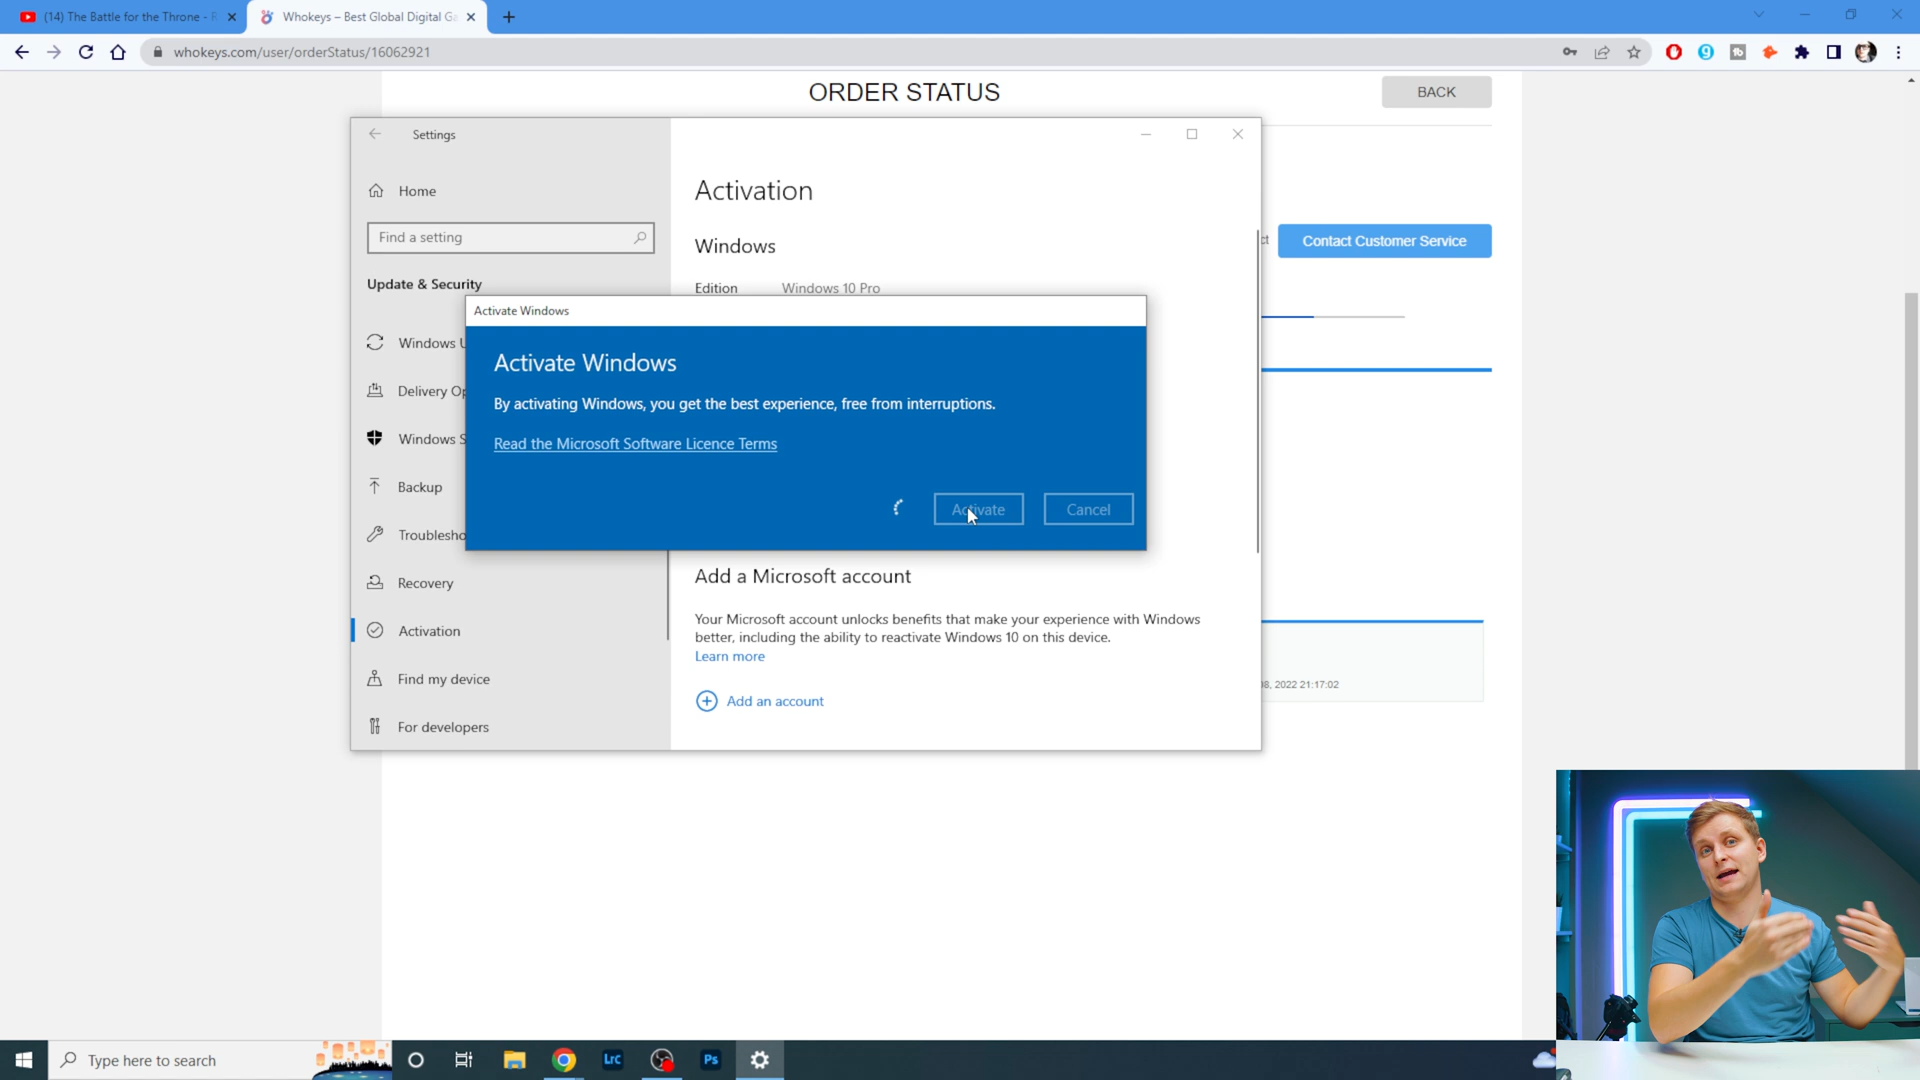 (14) The Battle for the Throne -
Whokeys – Best Global Digital Ga
whokeys.com/user/orderStatus/16062921
ORDER STATUS
BACK
Settings
Home
Find a setting
Update & Security
Windows U
Delivery Op
Windows S
Backup
Troublesho
Recovery
Activation
Find my device
For developers
Activation
Windows
Edition Windows 10 Pro
ct
Contact Customer Service
Activate Windows
Activate Windows
By activating Windows, you get the best experience, free from interruptions.
Read the Microsoft Software Licence Terms
Activate
Cancel
Add a Microsoft account
Your Microsoft account unlocks benefits that make your experience with Windows
better, including the ability to reactivate Windows 10 on this device.
Learn more
Add an account
08, 2022 21:17:02
Type here to search
Lrc
Ps